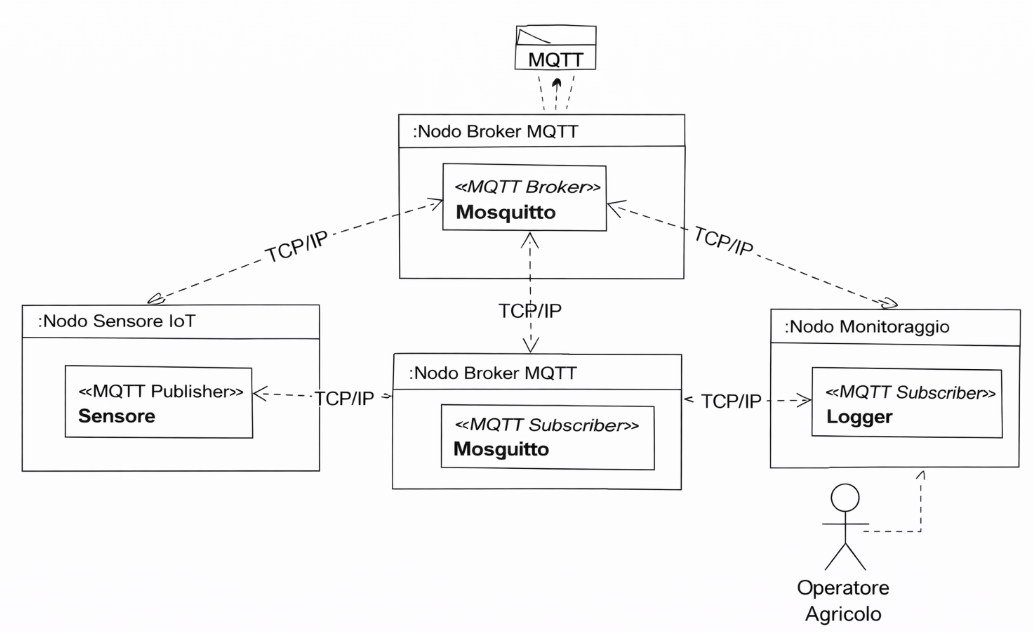 MQTT
:Nodo Broker MQTT
<<MQTT Broker>>
Mosquitto
TCP/IP
TCP/IP
TCP/IP
:Nodo Sensore IoT
<<MQTT Publisher>>
Sensore
TCP/IP
:Nodo Broker MQTT
<<MQTT Subscriber>>
Mosguitto
TCP/IP
:Nodo Monitoraggio
<<MQTT Subscriber>>
Logger
Operatore
Agricolo